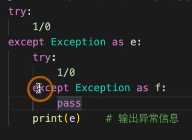 try:
    1/0
except Exception as e:
    try:
        1/0
    except Exception as f:
        pass
    print(e)    # 输出异常信息